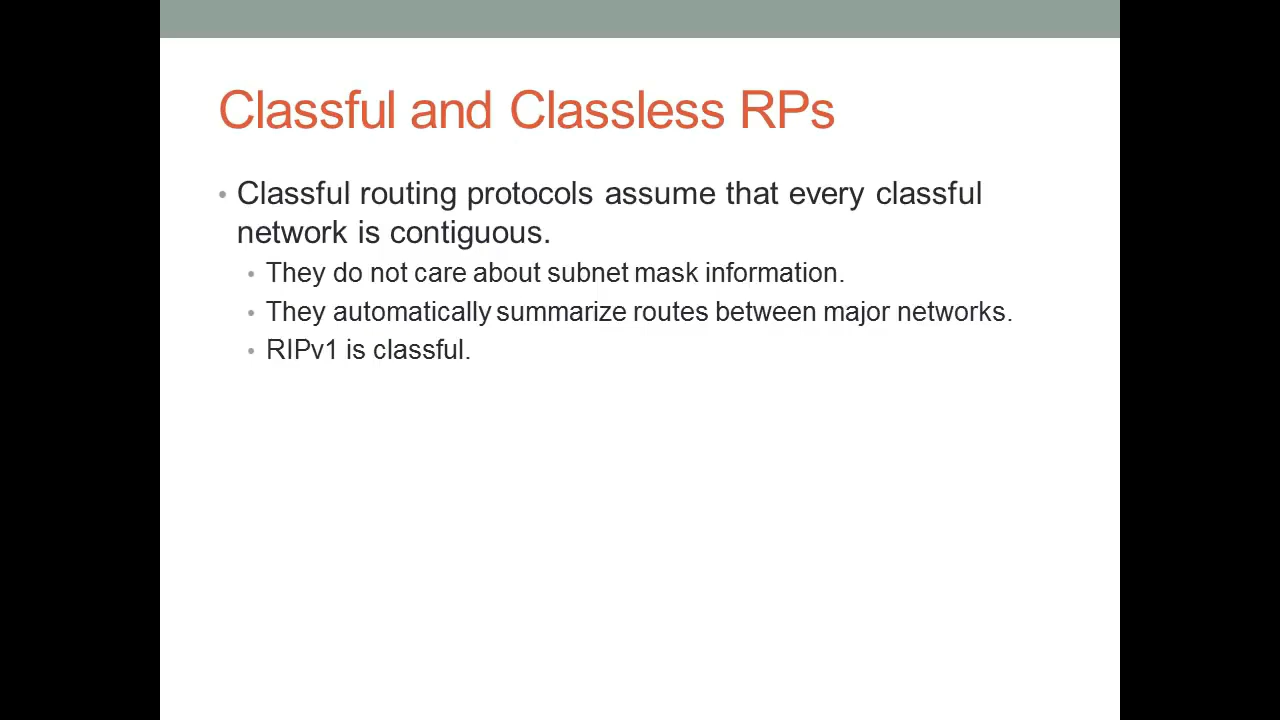 Classful and Classless RPs
• Classful routing protocols assume that every classful
network is contiguous.
• They do not care about subnet mask information.
• They automatically summarize routes between major networks.
• RIPv1 is classful.